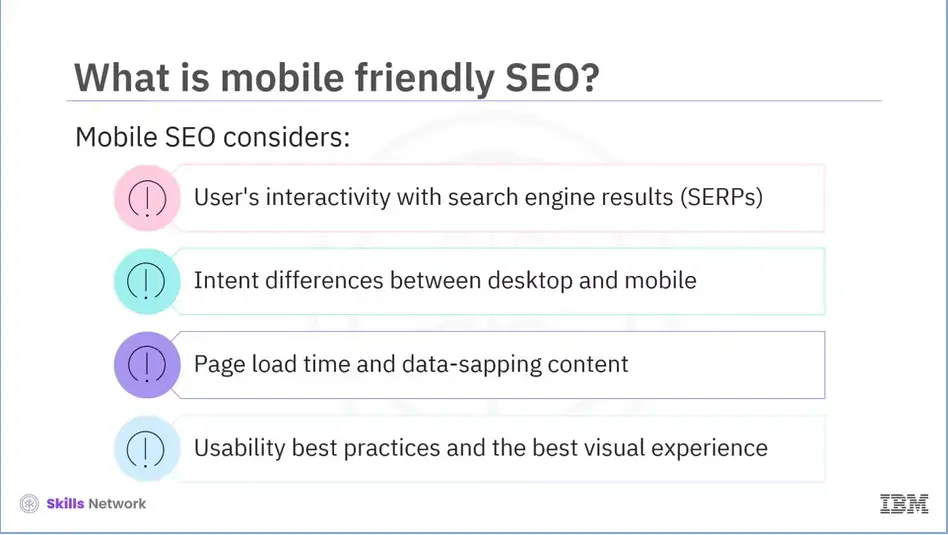 What is mobile friendly SEO?
Mobile SEO considers:
User's interactivity with search engine results (SERPs)
Intent differences between desktop and mobile
Page load time and data-sapping content
Usability best practices and the best visual experience
Skills Network
IBM